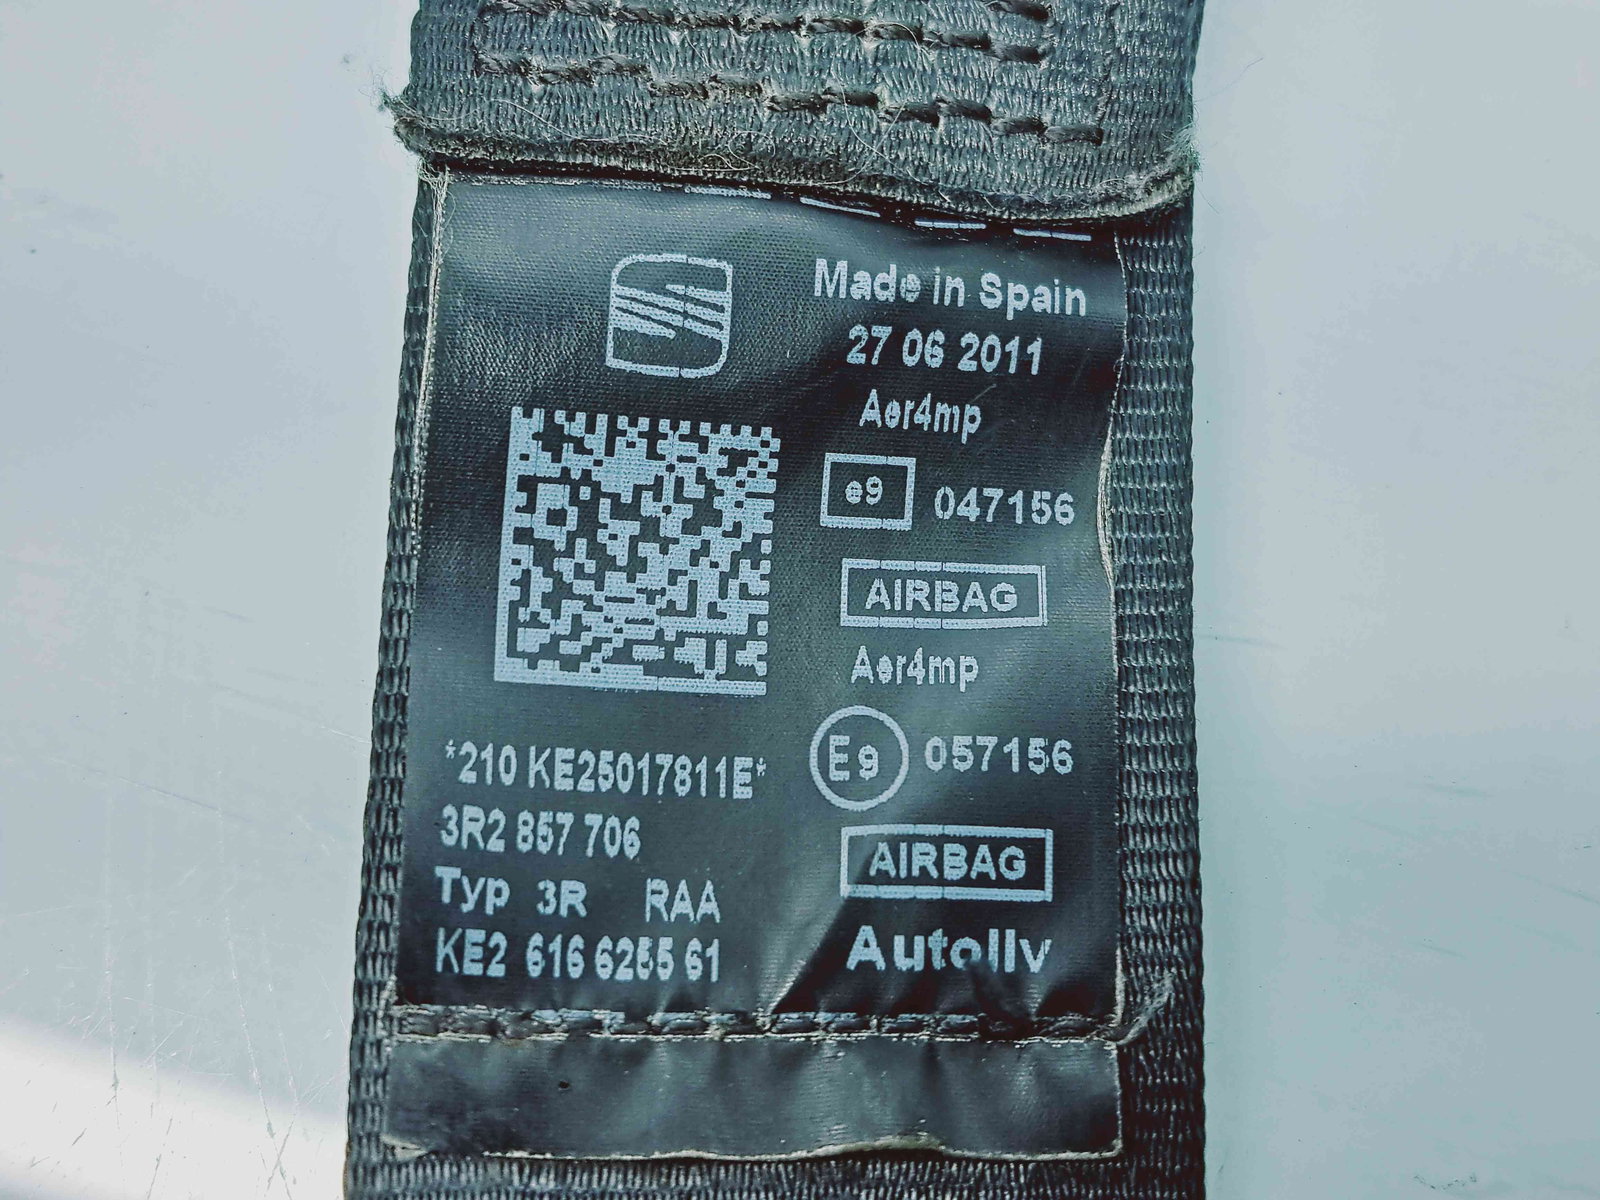 Made in Spain
27 06 2011
Aer4mp
e9 047156
AIRBAG
Aer4mp
E9 057156
AIRBAG
Autoliv
*210 KE25017811E*
3R2 857 706
Typ 3R RAA
KE2 616 6255 61